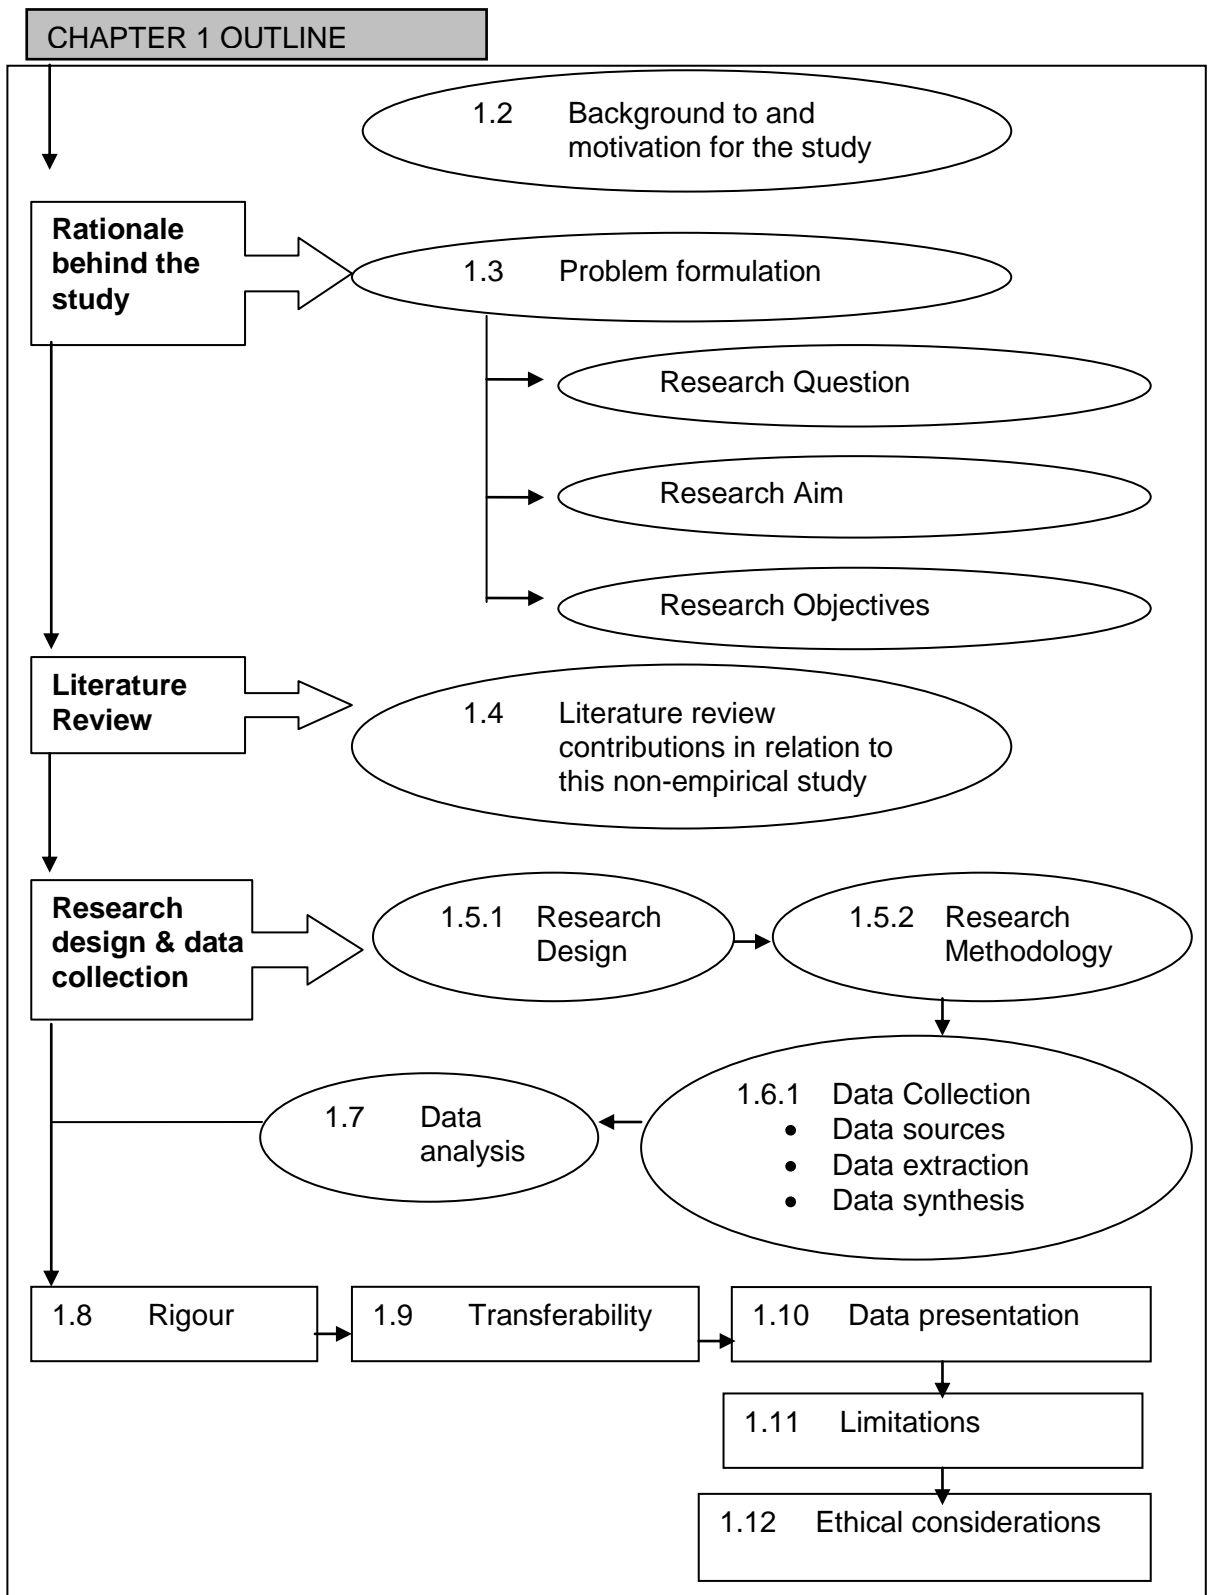 CHAPTER 1 OUTLINE
1.2 Background to and
motivation for the study
Rationale
behind the
study
1.3 Problem formulation
Research Question
Research Aim
Research Objectives
Literature
Review
1.4 Literature review
contributions in relation to
this non-empirical study
Research
design & data
collection
1.5.1 Research
Design
1.5.2 Research
Methodology
1.6.1 Data Collection
• Data sources
• Data extraction
• Data synthesis
1.7 Data
analysis
1.8 Rigour
1.9 Transferability
1.10 Data presentation
1.11 Limitations
1.12 Ethical considerations